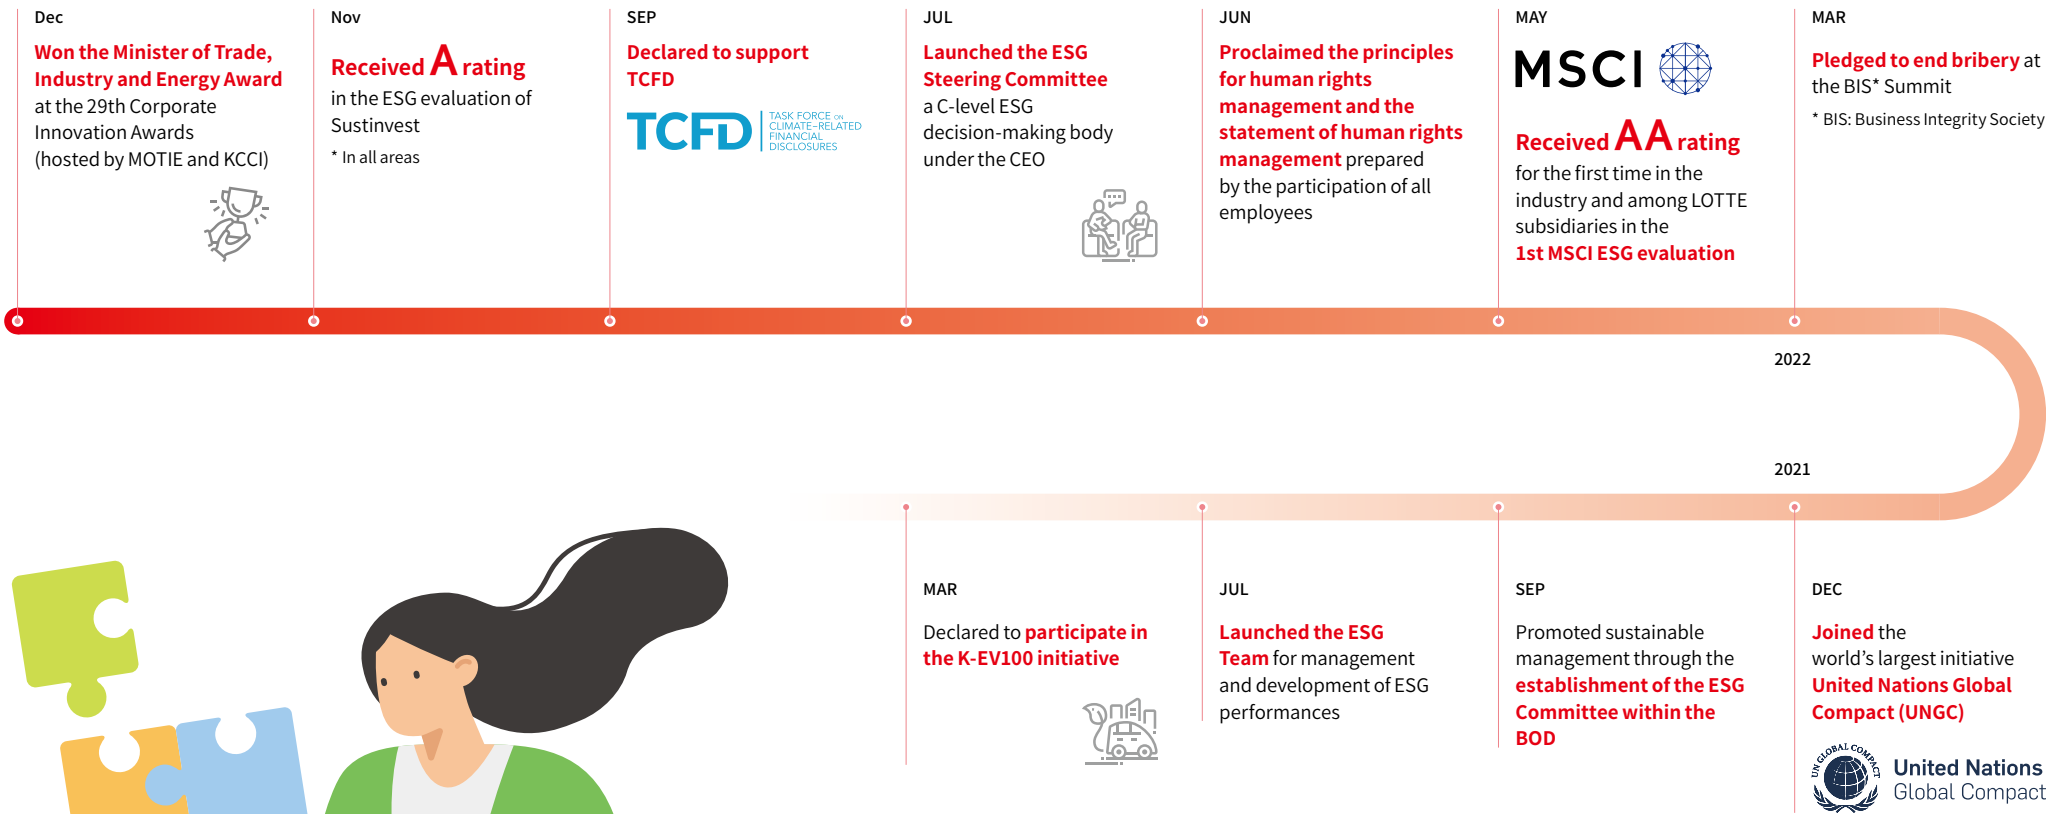 Dec
Won the Minister of Trade,
Industry and Energy Award
at the 29th Corporate
Innovation Awards
(hosted by MOTIE and KCCI)
Nov
Received A rating
in the ESG evaluation of
Sustinvest
* In all areas
SEP
Declared to support
TCFD
TCFD
TASK FORCE ON
CLIMATE-RELATED
FINANCIAL
DISCLOSURES
JUL
Launched the ESG
Steering Committee
a C-level ESG
decision-making body
under the CEO
JUN
Proclaimed the principles
for human rights
management and the
statement of human rights
management prepared
by the participation of all
employees
MAY
MSCI
Received AA rating
for the first time in the
industry and among LOTTE
subsidiaries in the
1st MSCI ESG evaluation
MAR
Pledged to end bribery at
the BIS* Summit
* BIS: Business Integrity Society
2022
2021
MAR
Declared to participate in
the K-EV100 initiative
JUL
Launched the ESG
Team for management
and development of ESG
performances
SEP
Promoted sustainable
management through the
establishment of the ESG
Committee within the
BOD
DEC
Joined the
world’s largest initiative
United Nations Global
Compact (UNGC)
UN GLOBAL COMPACT
United Nations
Global Compact